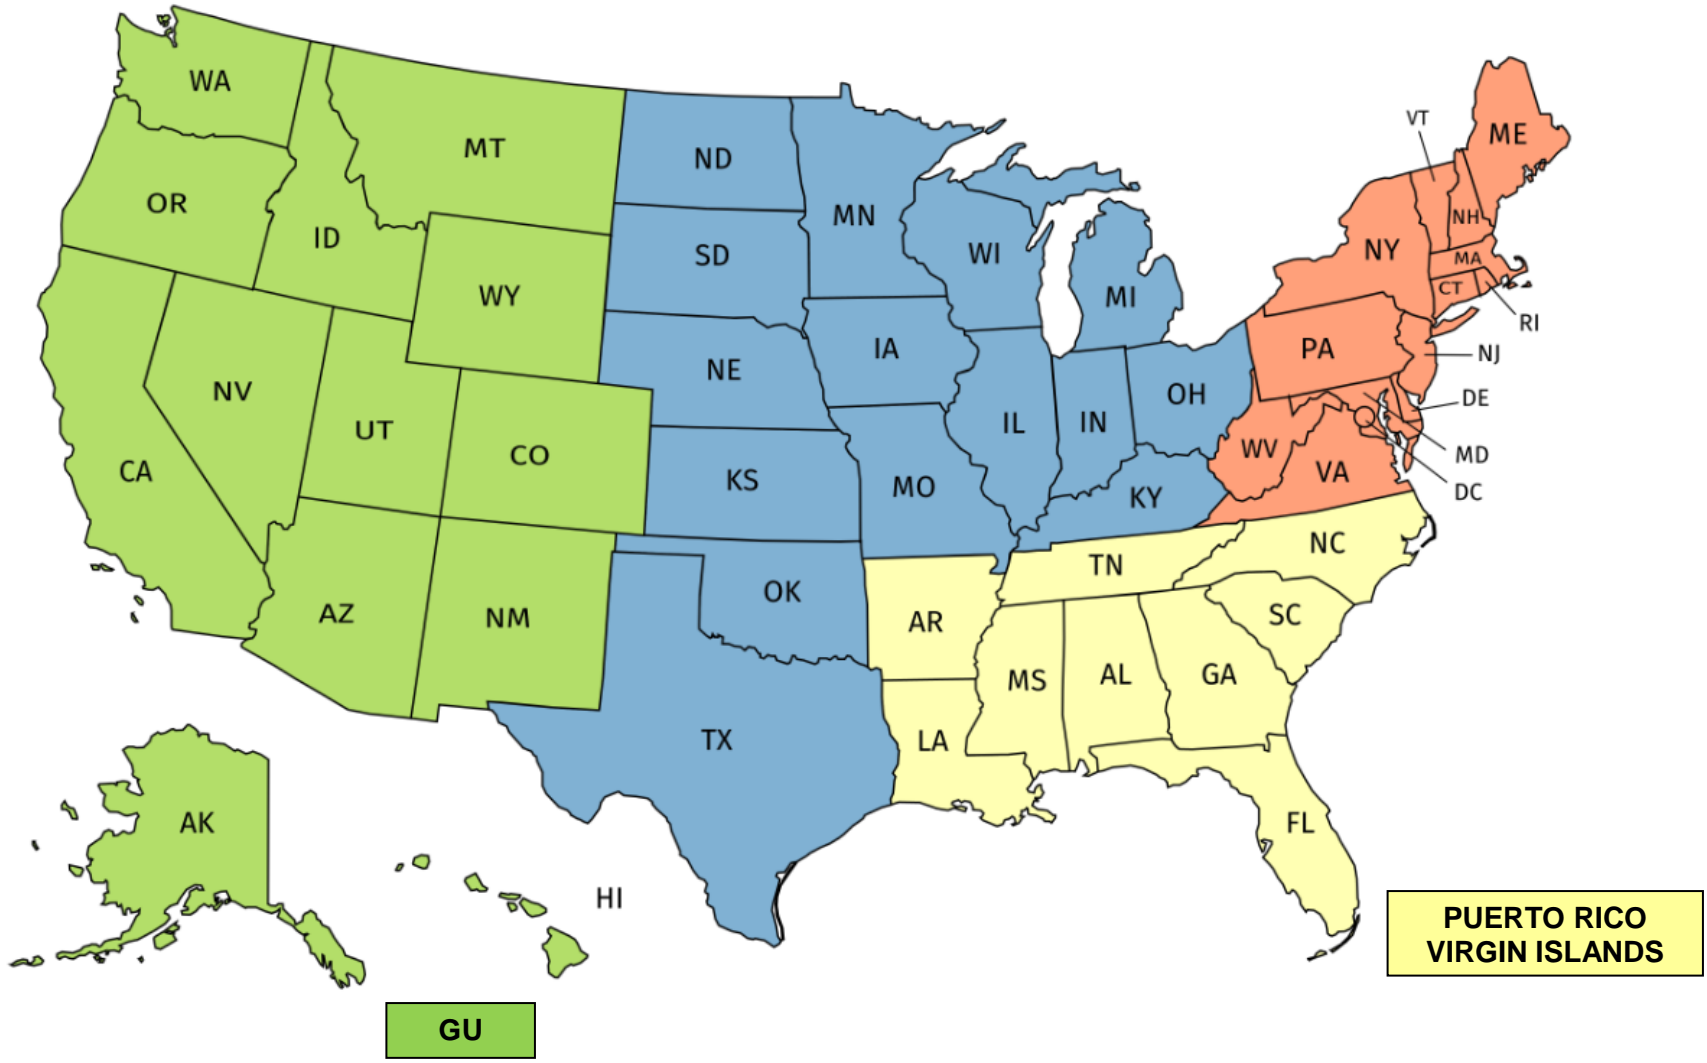 WA
MT
ND
MN
VT
ME
OR
ID
SD
WI
NH
NY
MA
WY
MI
CT
RI
NV
NE
IA
PA
NJ
UT
CO
IL
IN
OH
DE
CA
KS
MO
KY
WV
VA
MD
DC
AZ
NM
OK
AR
TN
NC
SC
MS
AL
GA
TX
LA
FL
AK
HI
PUERTO RICO
VIRGIN ISLANDS
GU